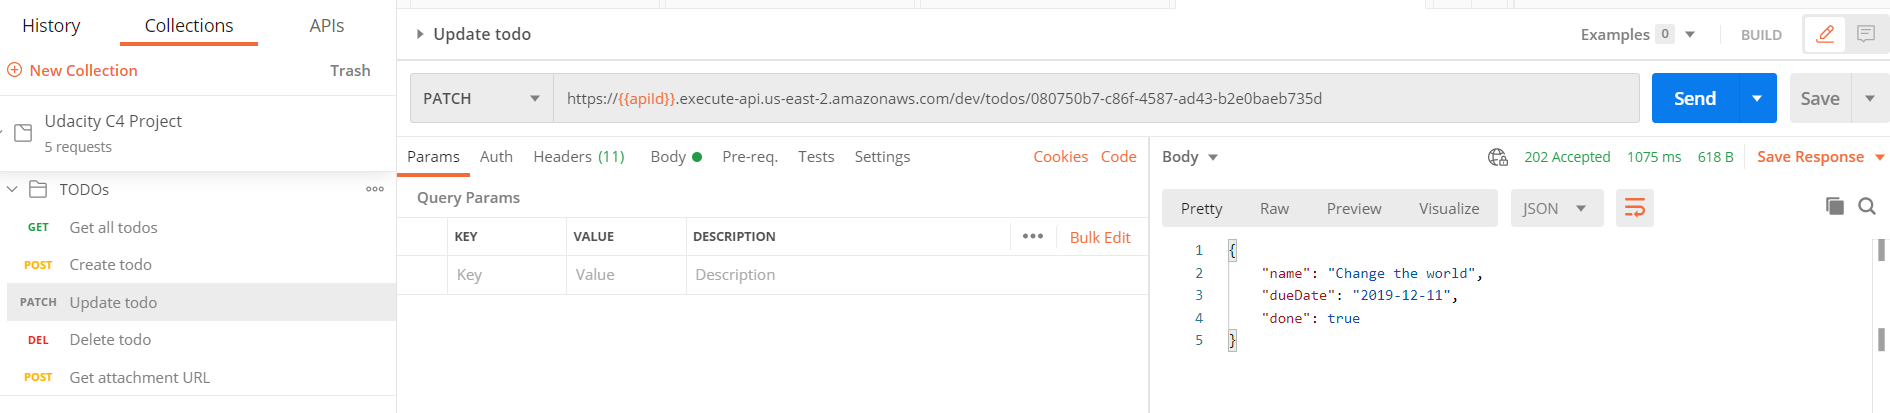 History Collections APIs
New Collection Trash
Udacity C4 Project
5 requests
TODOs
GET Get all todos
POST Create todo
PATCH Update todo
DEL Delete todo
POST Get attachment URL
Update todo
Examples 0 BUILD
PATCH https://{{apiId}}.execute-api.us-east-2.amazonaws.com/dev/todos/080750b7-c86f-4587-ad43-b2e0baeb735d Send Save
Params Auth Headers (11) Body Pre-req. Tests Settings Cookies Code
Query Params
KEY VALUE DESCRIPTION Bulk Edit
Key Value Description
Body 202 Accepted 1075 ms 618 B Save Response
Pretty Raw Preview Visualize JSON
1 {
2 "name": "Change the world",
3 "dueDate": "2019-12-11",
4 "done": true
5 }